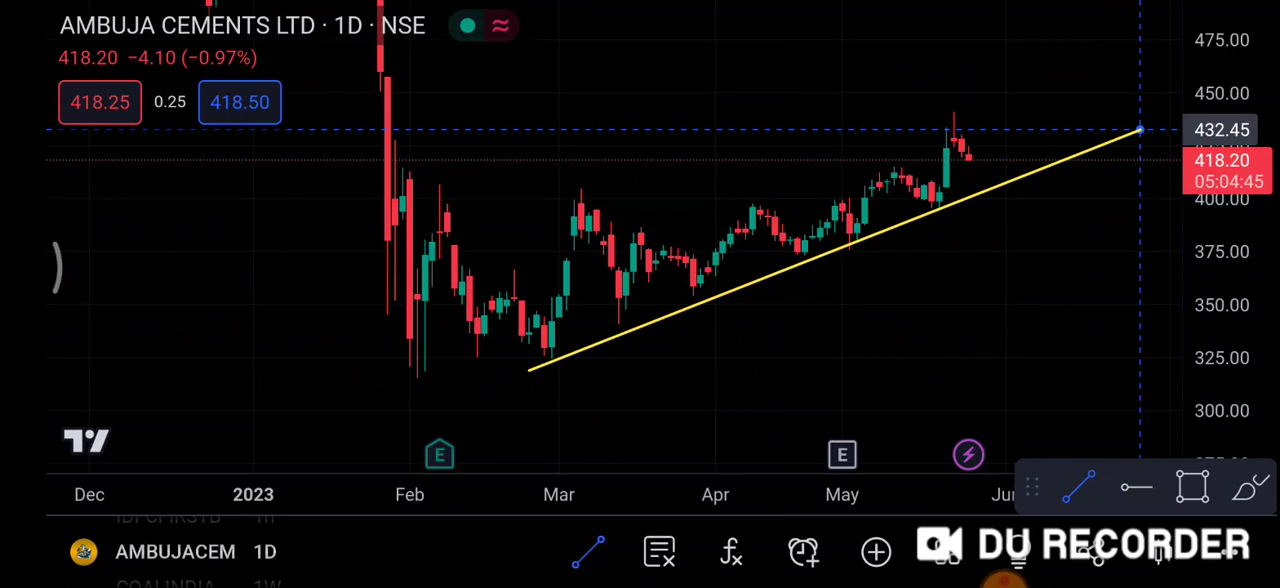 AMBUJA CEMENTS LTD · 1D · NSE
418.20 −4.10 (−0.97%)
418.25 0.25 418.50
475.00
450.00
432.45
418.20
05:04:45
400.00
375.00
350.00
325.00
300.00
E E
Dec 2023 Feb Mar Apr May
AMBUJACEM 1D
COALINDIA 1W
DU RECORDER